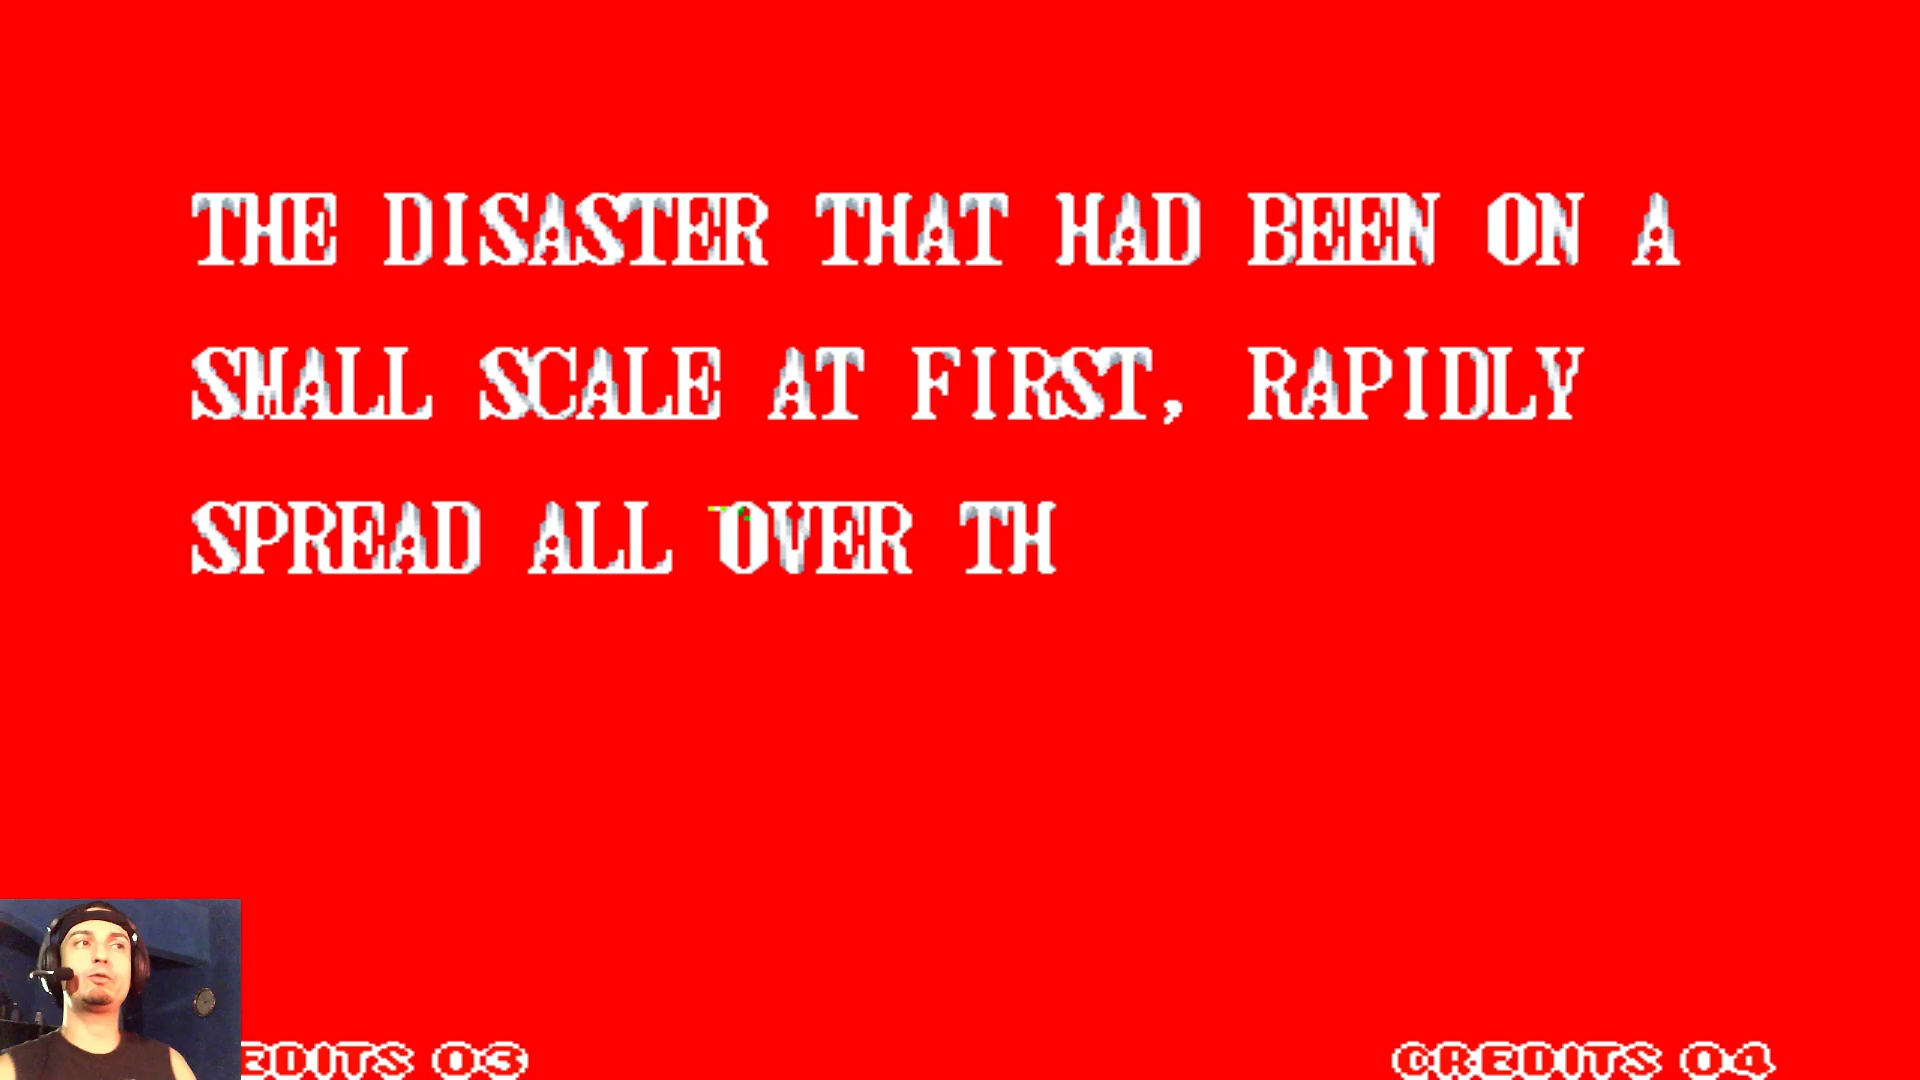 THE DISASTER THAT HAD BEEN ON A
SMALL SCALE AT FIRST, RAPIDLY
SPREAD ALL OVER TH
EDITS 03
CREDITS 04